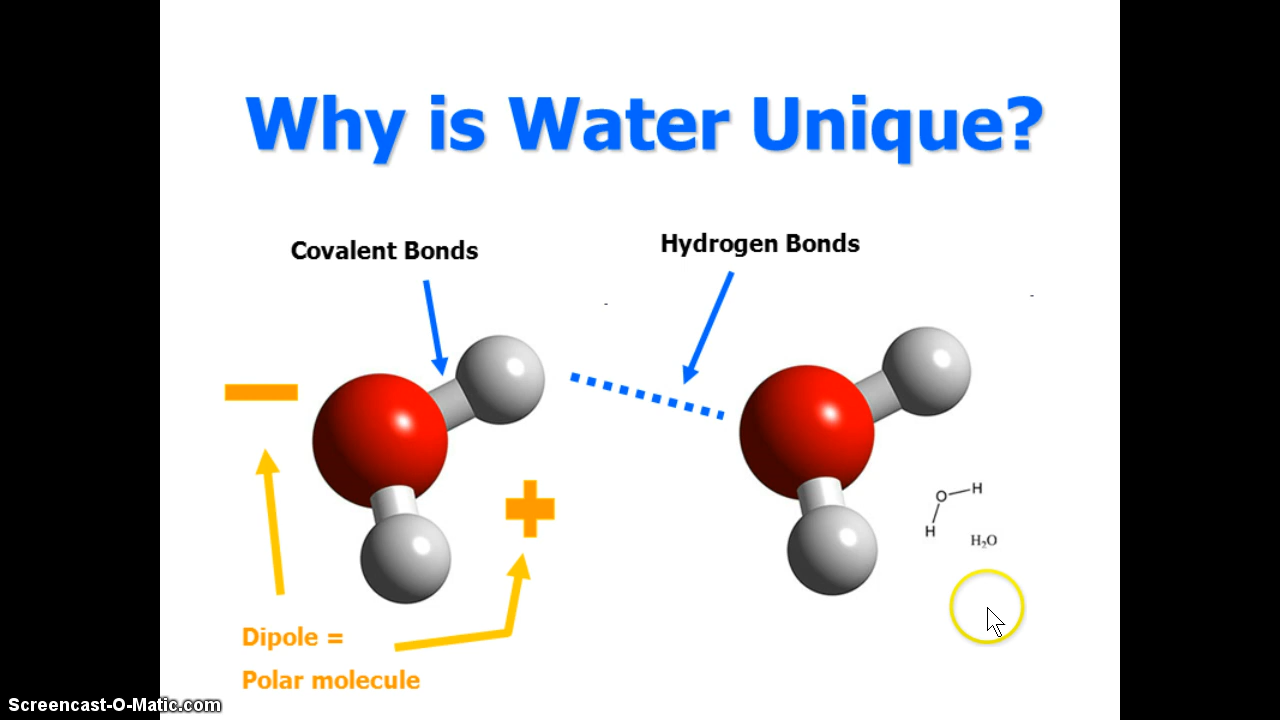 Why is Water Unique?
Covalent Bonds
Hydrogen Bonds
O H
H
H₂O
Dipole =
Polar molecule
Screencast-O-Matic.com